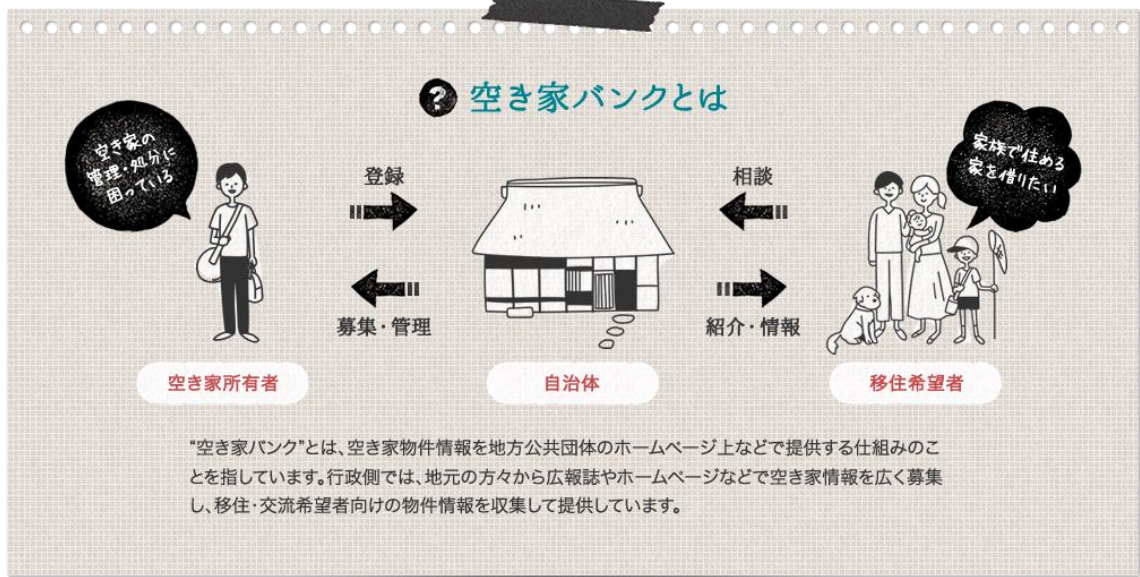 ? 空き家バンクとは
空き家の
管理・処分に
困っている
家族で住める
家を借りたい
登録
相談
募集・管理
紹介・情報
空き家所有者
自治体
移住希望者
"空き家バンク"とは、空き家物件情報を地方公共団体のホームページ上などで提供する仕組みのこ
とを指しています。行政側では、地元の方々から広報誌やホームページなどで空き家情報を広く募集
し、移住・交流希望者向けの物件情報を収集して提供しています。